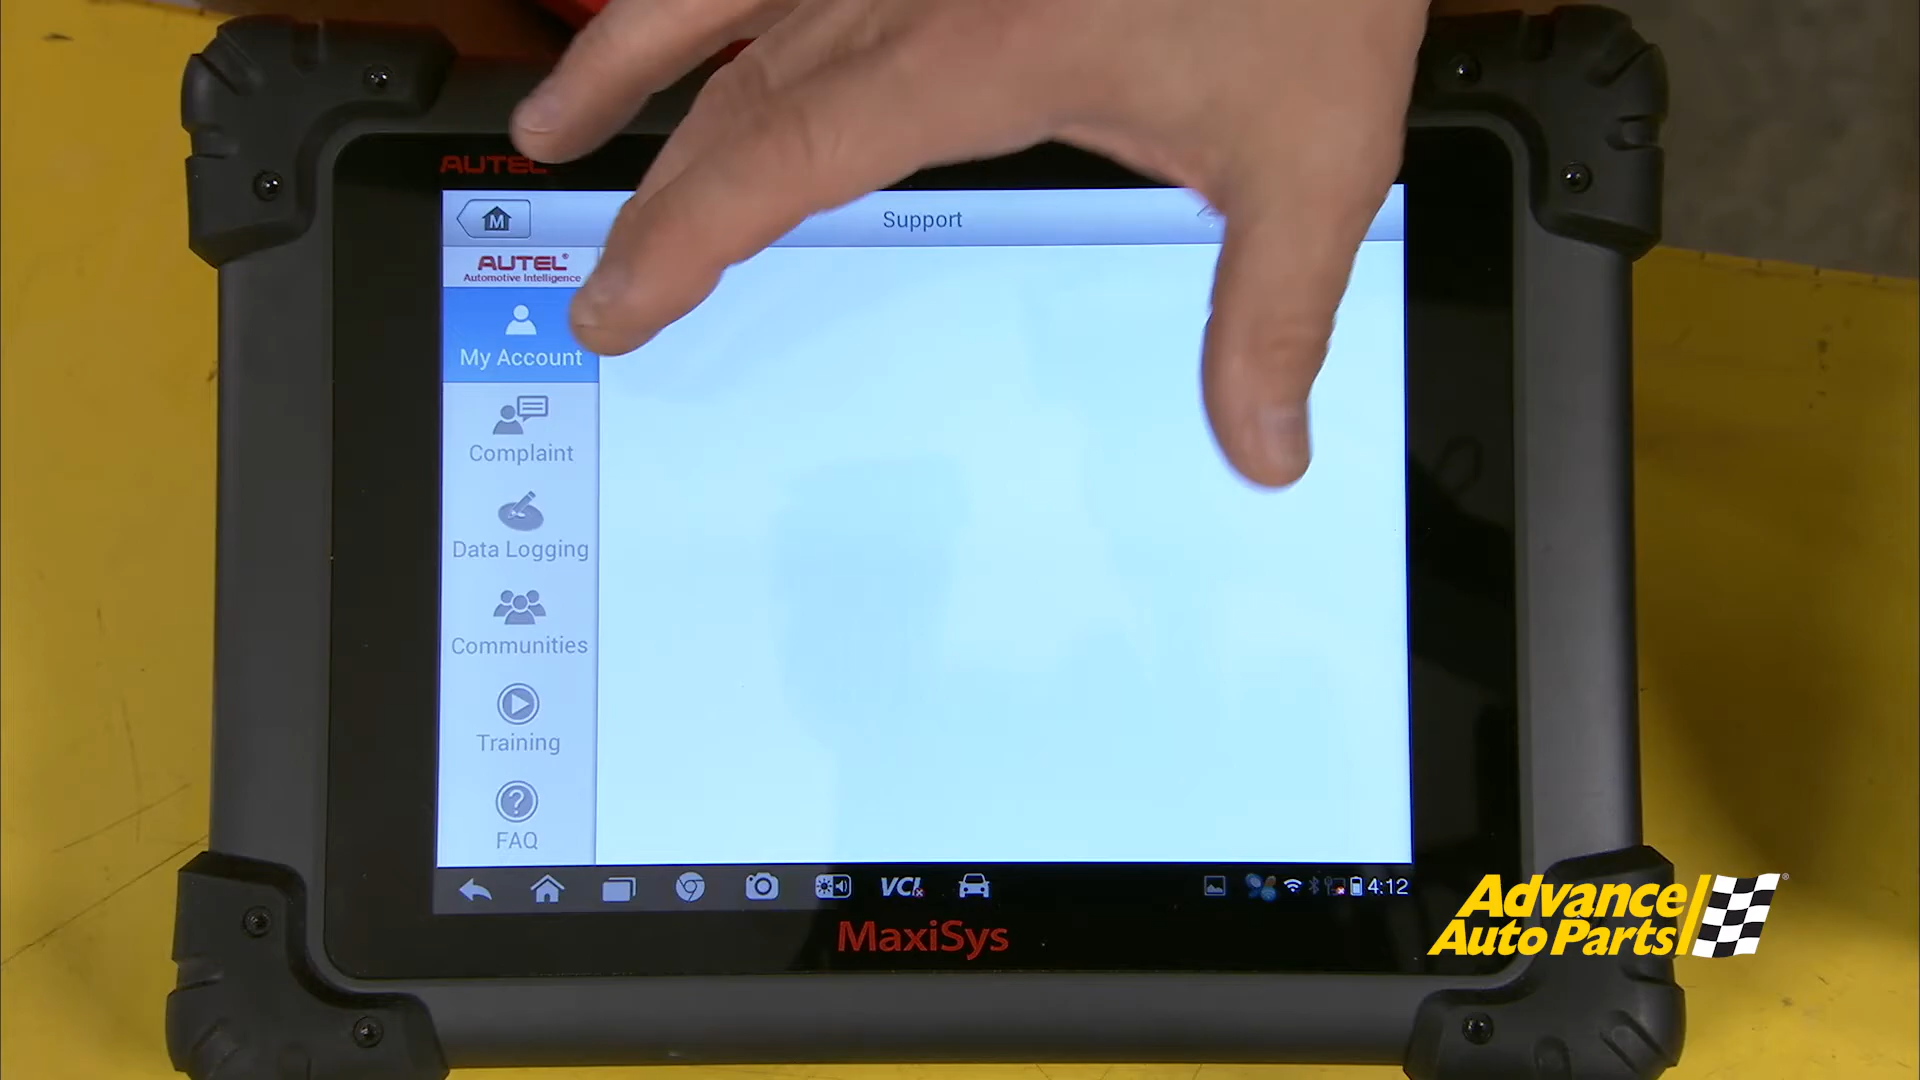 AUTEL
M
Support
AUTEL®
Automotive Intelligence
My Account
Complaint
Data Logging
Communities
Training
?
FAQ
VCI
4:12
MaxiSys
Advance
Auto Parts